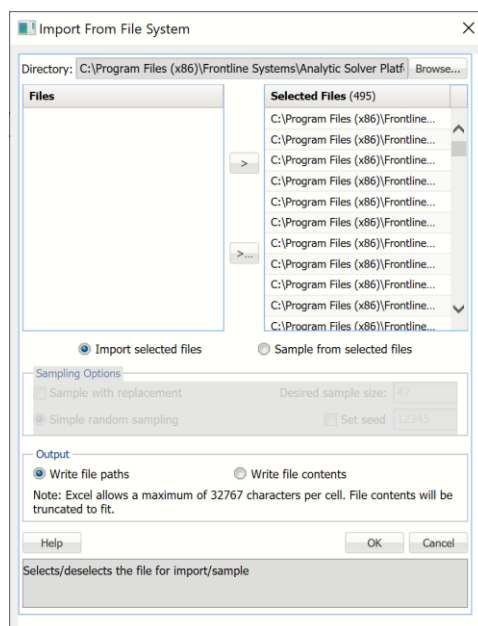 Import From File System
Directory: C:\Program Files (x86)\Frontline Systems\Analytic Solver Platf Browse...
Files Selected Files (495)
C:\Program Files (x86)\Frontline...
C:\Program Files (x86)\Frontline...
C:\Program Files (x86)\Frontline...
> C:\Program Files (x86)\Frontline...
C:\Program Files (x86)\Frontline...
C:\Program Files (x86)\Frontline...
C:\Program Files (x86)\Frontline...
>... C:\Program Files (x86)\Frontline...
C:\Program Files (x86)\Frontline...
C:\Program Files (x86)\Frontline...
C:\Program Files (x86)\Frontline...
Import selected files Sample from selected files
Sampling Options
Sample with replacement Desired sample size: 47
Simple random sampling Set seed 12345
Output
Write file paths Write file contents
Note: Excel allows a maximum of 32767 characters per cell. File contents will be
truncated to fit.
Help OK Cancel
Selects/deselects the file for import/sample